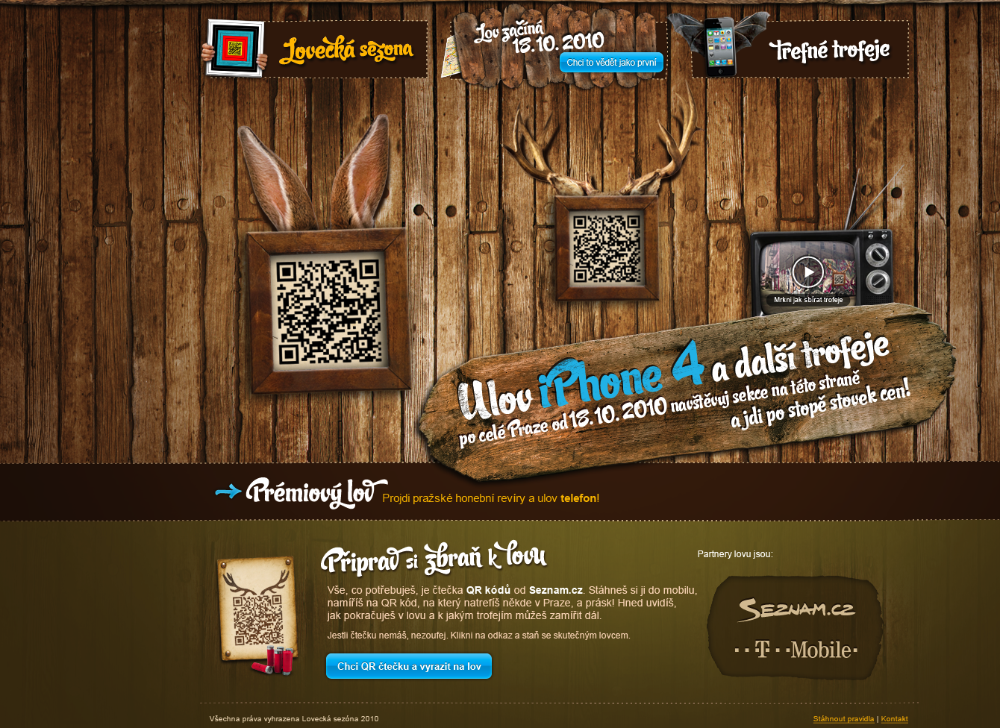 Lovecká sezona
Lov začíná
18.10.2010
Chci to vědět jako první
Trefné trofeje
Mrkni jak sbírat trofeje
Ulov iPhone 4 a další trofeje
po celé Praze od 18.10.2010 navštěvuj sekce na této straně
a jdi po stopě stovek cen!
Prémiový lov
Projdi pražské honební revíry a ulov telefon!
Připrav si zbraň k lovu
Vše, co potřebuješ, je čtečka QR kódů od Seznam.cz. Stáhneš si ji do mobilu,
namíříš na QR kód, na který natrefíš někde v Praze, a prásk! Hned uvidíš,
jak pokračuješ v lovu a k jakým trofejím můžeš zamířit dál.
Jestli čtečku nemáš, nezoufej. Klikni na odkaz a staň se skutečným lovcem.
Chci QR čtečku a vyrazit na lov
Partnery lovu jsou:
Seznam.cz
T Mobile
Všechna práva vyhrazena Lovecká sezóna 2010
Stáhnout pravidla | Kontakt